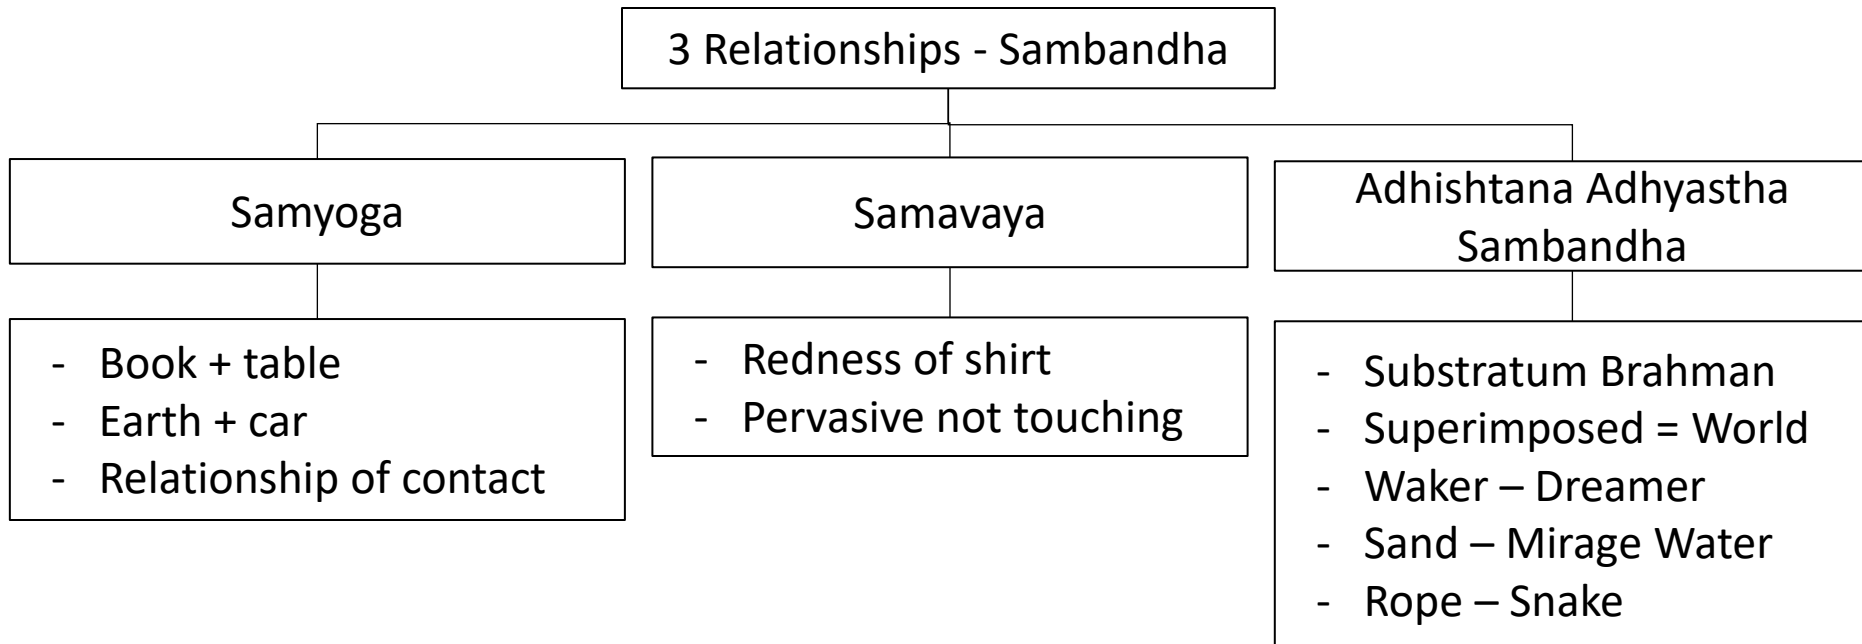 3 Relationships - Sambandha
Samyoga
Samavaya
Adhishtana Adhyastha
Sambandha
- Book + table
- Earth + car
- Relationship of contact
- Redness of shirt
- Pervasive not touching
- Substratum Brahman
- Superimposed = World
- Waker – Dreamer
- Sand – Mirage Water
- Rope – Snake